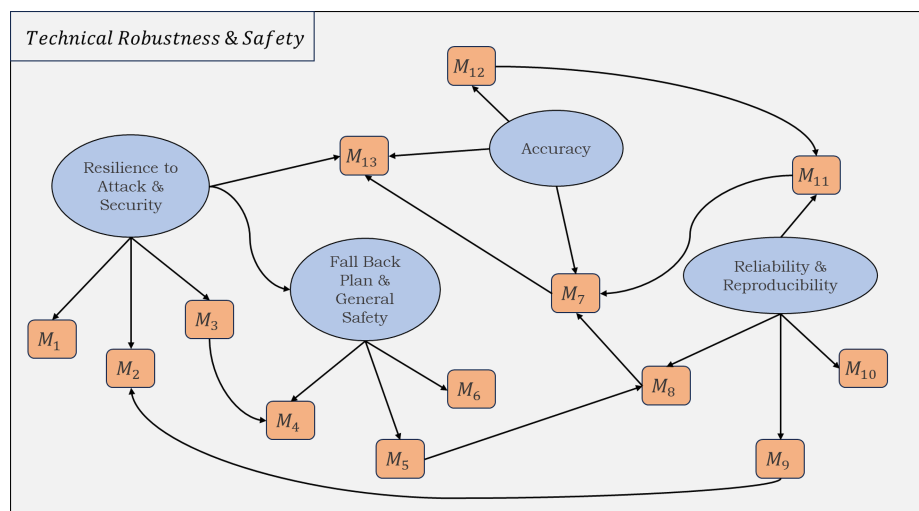 Technical Robustness & Safety
M12
Accuracy
M13
Resilience to
Attack &
Security
M11
Fall Back
Plan &
General
Safety
Reliability &
Reproducibility
M7
M3
M1
M2
M10
M8
M6
M4
M5
M9